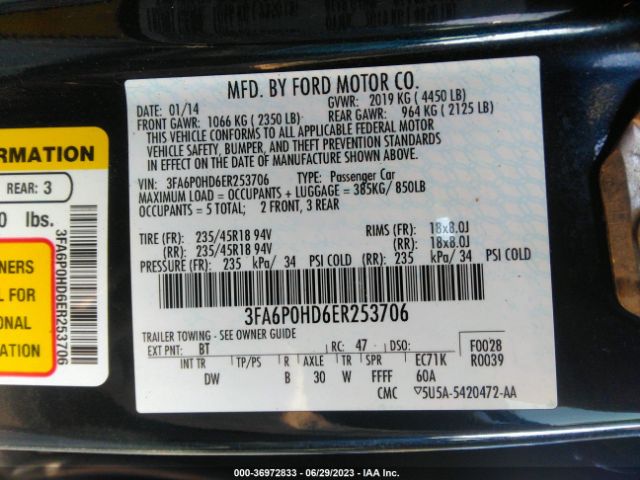 MFD. BY FORD MOTOR CO.
DATE: 01/14 GVWR: 2019 KG ( 4450 LB)
FRONT GAWR: 1066 KG ( 2350 LB) REAR GAWR: 964 KG ( 2125 LB)
THIS VEHICLE CONFORMS TO ALL APPLICABLE FEDERAL MOTOR
VEHICLE SAFETY, BUMPER, AND THEFT PREVENTION STANDARDS
IN EFFECT ON THE DATE OF MANUFACTURE SHOWN ABOVE.
VIN: 3FA6P0HD6ER253706 TYPE: Passenger Car
MAXIMUM LOAD = OCCUPANTS + LUGGAGE = 385KG/ 850LB
OCCUPANTS = 5 TOTAL; 2 FRONT, 3 REAR
TIRE (FR): 235/45R18 94V RIMS (FR): 18x8.0J
(RR): 235/45R18 94V (RR): 18x8.0J
PRESSURE (FR): 235 kPa/ 34 PSI COLD (RR): 235 kPa/ 34 PSI COLD
3FA6P0HD6ER253706
TRAILER TOWING - SEE OWNER GUIDE
EXT PNT: BT RC: 47 DSO: F0028
INT TR TP/PS R AXLE TR SPR EC71K R0039
DW B 30 W FFFF 60A
CMC ▽5U5A-5420472-AA
ORMATION
REAR: 3
0 lbs.
3FA6P0HD6ER253706
NERS
L FOR
ONAL
000-36972833 - 06/29/2023 - IAA Inc.